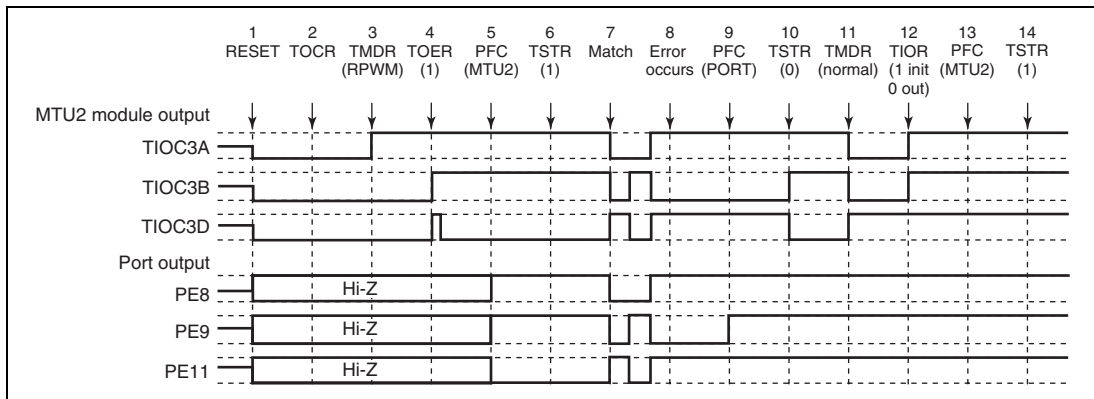 1 2 3 4 5 6 7 8 9 10 11 12 13 14
RESET TOCR TMDR TOER PFC TSTR Match Error PFC TSTR TMDR TIOR PFC TSTR
(RPWM) (1) (MTU2) (1) occurs (PORT) (0) (normal) (1 init (MTU2) (1)
0 out)
MTU2 module output
TIOC3A
TIOC3B
TIOC3D
Port output
PE8 Hi-Z
PE9 Hi-Z
PE11 Hi-Z